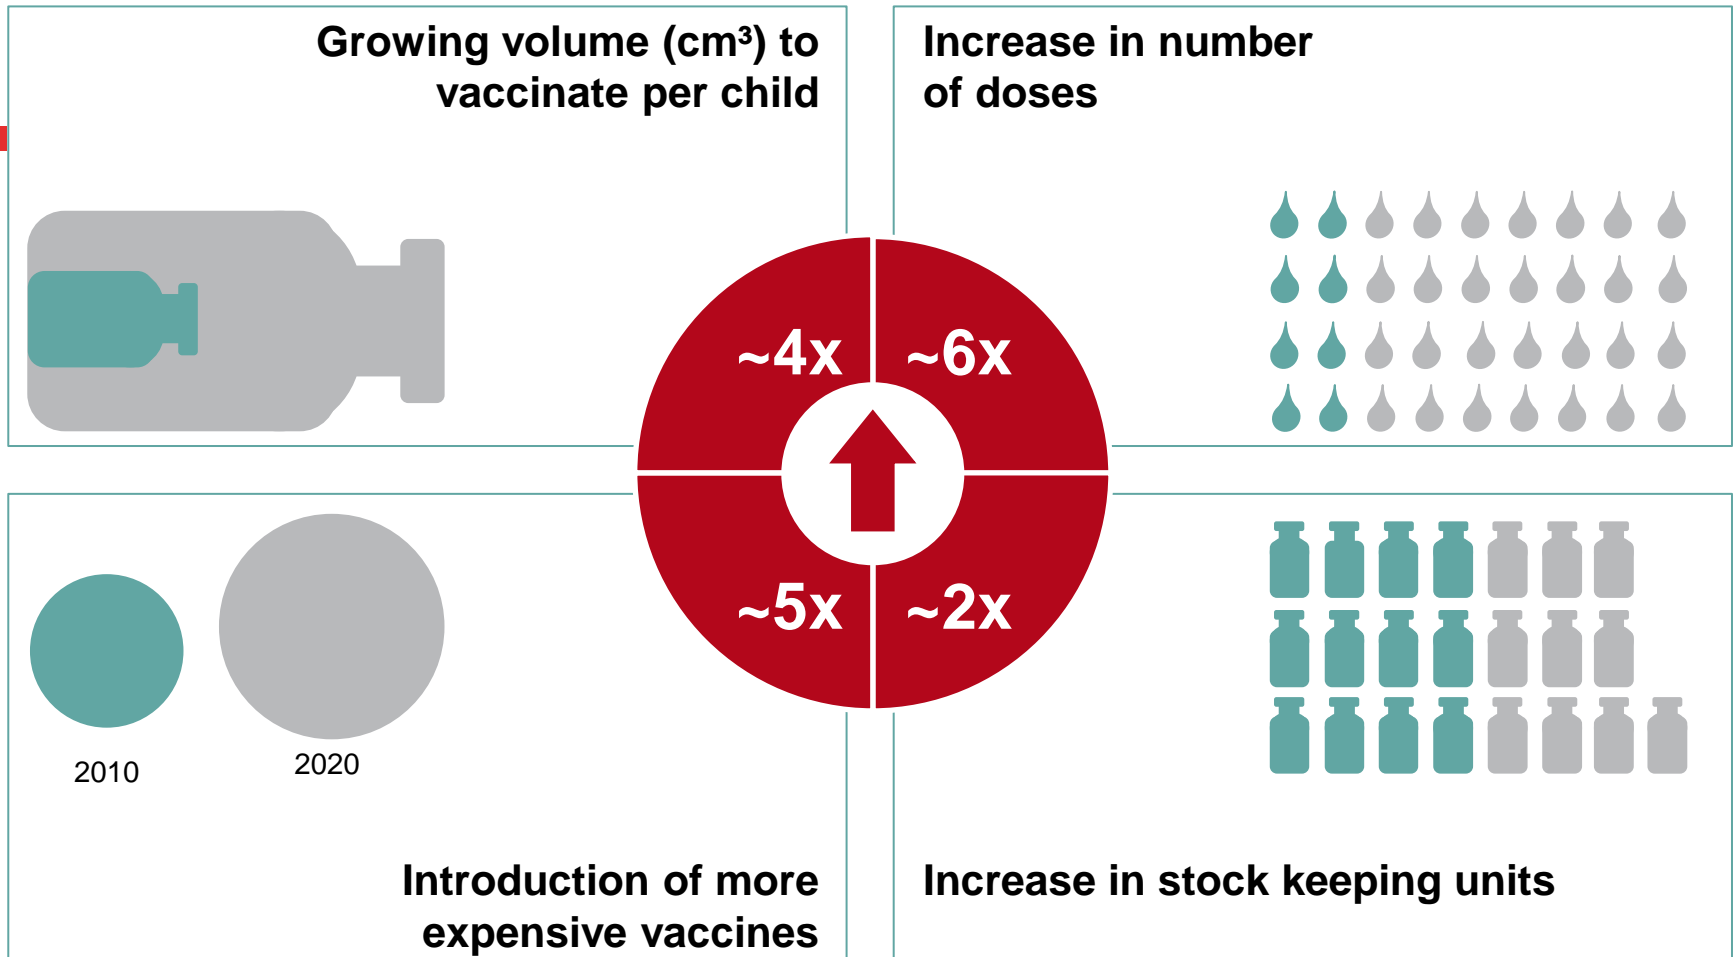 Growing volume (cm³) to
vaccinate per child
Increase in number
of doses
~4x
~6x
~5x
~2x
2010
2020
Introduction of more
expensive vaccines
Increase in stock keeping units